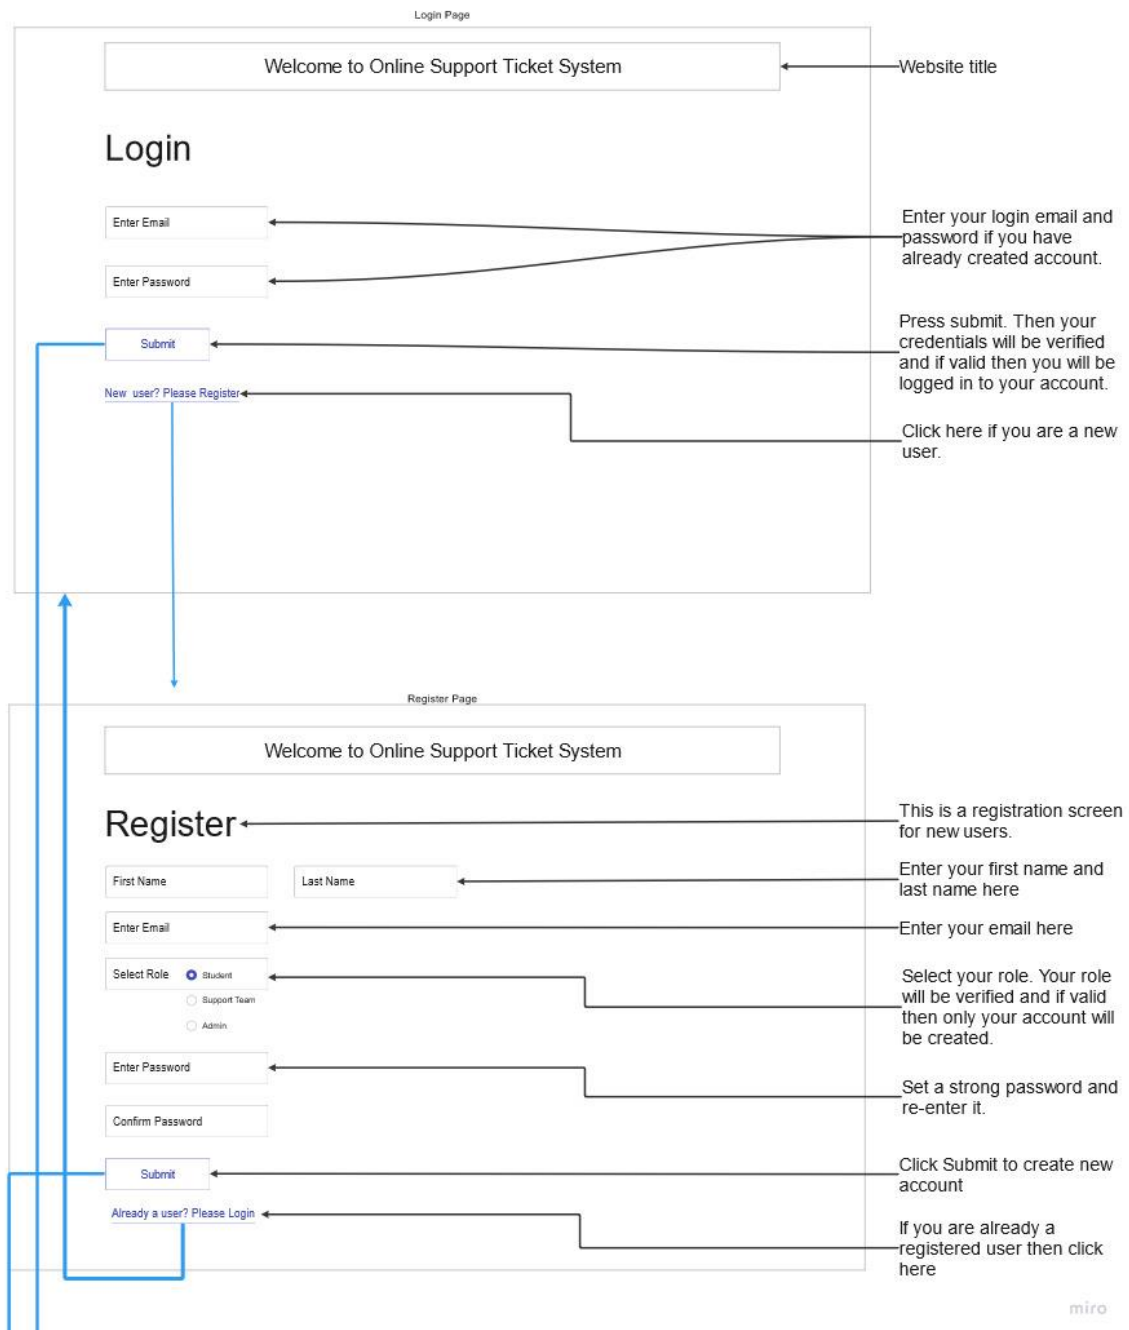 Login Page
Welcome to Online Support Ticket System
Website title
Login
Enter Email
Enter Password
Enter your login email and
password if you have
already created account.
Submit
Press submit. Then your
credentials will be verified
and if valid then you will be
logged in to your account.
New user? Please Register
Click here if you are a new
user.
Register Page
Welcome to Online Support Ticket System
Register
This is a registration screen
for new users.
First Name
Last Name
Enter your first name and
last name here
Enter Email
Enter your email here
Select Role
Student
Support Team
Admin
Select your role. Your role
will be verified and if valid
then only your account will
be created.
Enter Password
Set a strong password and
re-enter it.
Confirm Password
Submit
Click Submit to create new
account
Already a user? Please Login
If you are already a
registered user then click
here
miro